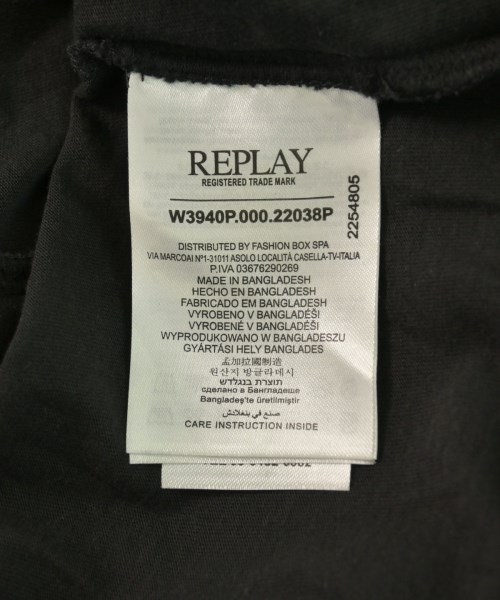 REPLAY
REGISTERED TRADE MARK
W3940P.000.22038P
2254805
DISTRIBUTED BY FASHION BOX SPA
VIA MARCOAI Nº1-31011 ASOLO LOCALITÀ CASELLA-TV-ITALIA
P.IVA 03676290269
MADE IN BANGLADESH
HECHO EN BANGLADESH
FABRICADO EM BANGLADESH
VYROBENO V BANGLADÉŠI
VYROBENÉ V BANGLADÉŠI
WYPRODUKOWANO W BANGLADESZU
GYÁRTÁSI HELY BANGLADES
孟加拉國制造
원산지 방글라데시
תוצרת בנגלדש
сделано в Бангладеше
Bangladeş'te üretilmiştir
صنع في بنغلادش
CARE INSTRUCTION INSIDE